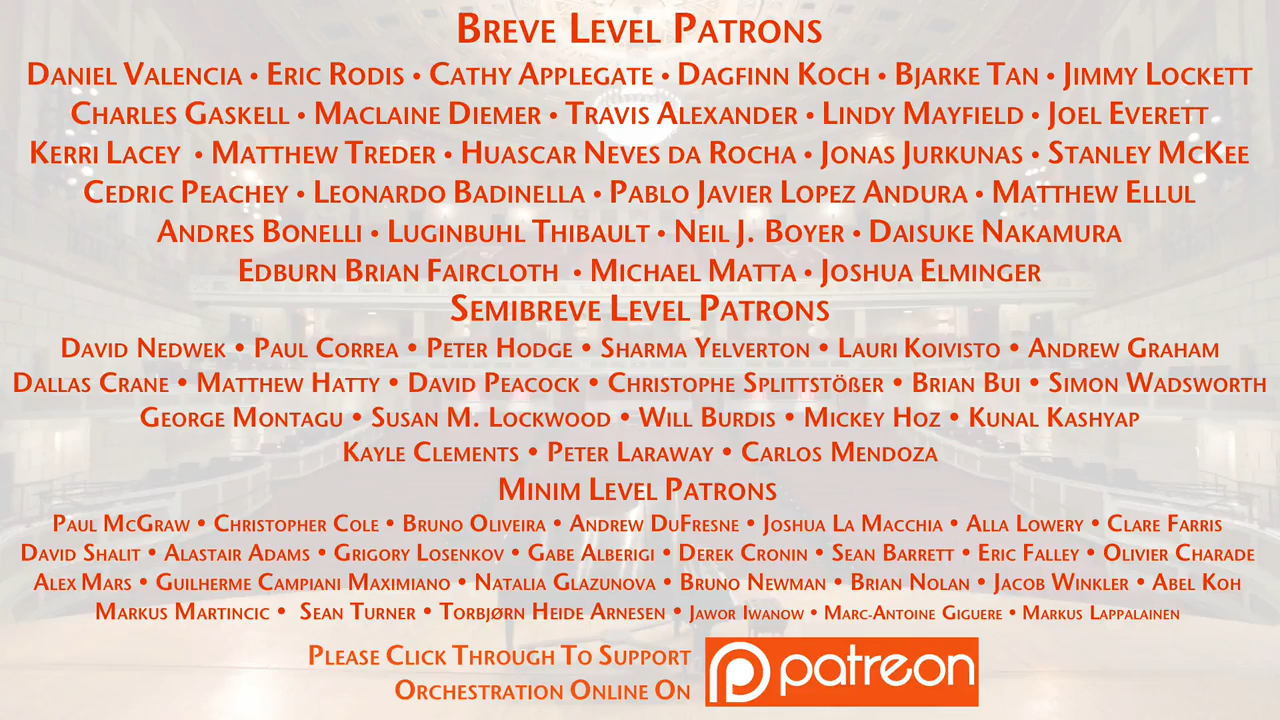 Breve Level Patrons
Daniel Valencia • Eric Rodis • Cathy Applegate • Dagfinn Koch • Bjarke Tan • Jimmy Lockett
Charles Gaskell • Maclaine Diemer • Travis Alexander • Lindy Mayfield • Joel Everett
Kerri Lacey • Matthew Treder • Huascar Neves da Rocha • Jonas Jurkunas • Stanley McKee
Cedric Peachey • Leonardo Badinella • Pablo Javier Lopez Andura • Matthew Ellul
Andres Bonelli • Luginbuhl Thibault • Neil J. Boyer • Daisuke Nakamura
Edburn Brian Faircloth • Michael Matta • Joshua Elminger
Semibreve Level Patrons
David Nedwek • Paul Correa • Peter Hodge • Sharma Yelverton • Lauri Koivisto • Andrew Graham
Dallas Crane • Matthew Hatty • David Peacock • Christophe Splittstößer • Brian Bui • Simon Wadsworth
George Montagu • Susan M. Lockwood • Will Burdis • Mickey Hoz • Kunal Kashyap
Kayle Clements • Peter Laraway • Carlos Mendoza
Minim Level Patrons
Paul McGraw • Christopher Cole • Bruno Oliveira • Andrew DuFresne • Joshua La Macchia • Alla Lowery • Clare Farris
David Shalit • Alastair Adams • Grigory Losenkov • Gabe Alberigi • Derek Cronin • Sean Barrett • Eric Falley • Olivier Charade
Alex Mars • Guilherme Campiani Maximiano • Natalia Glazunova • Bruno Newman • Brian Nolan • Jacob Winkler • Abel Koh
Markus Martincic • Sean Turner • Torbjørn Heide Arnesen • Jawor Iwanow • Marc-Antoine Giguere • Markus Lappalainen
Please Click Through To Support
Orchestration Online On
patreon